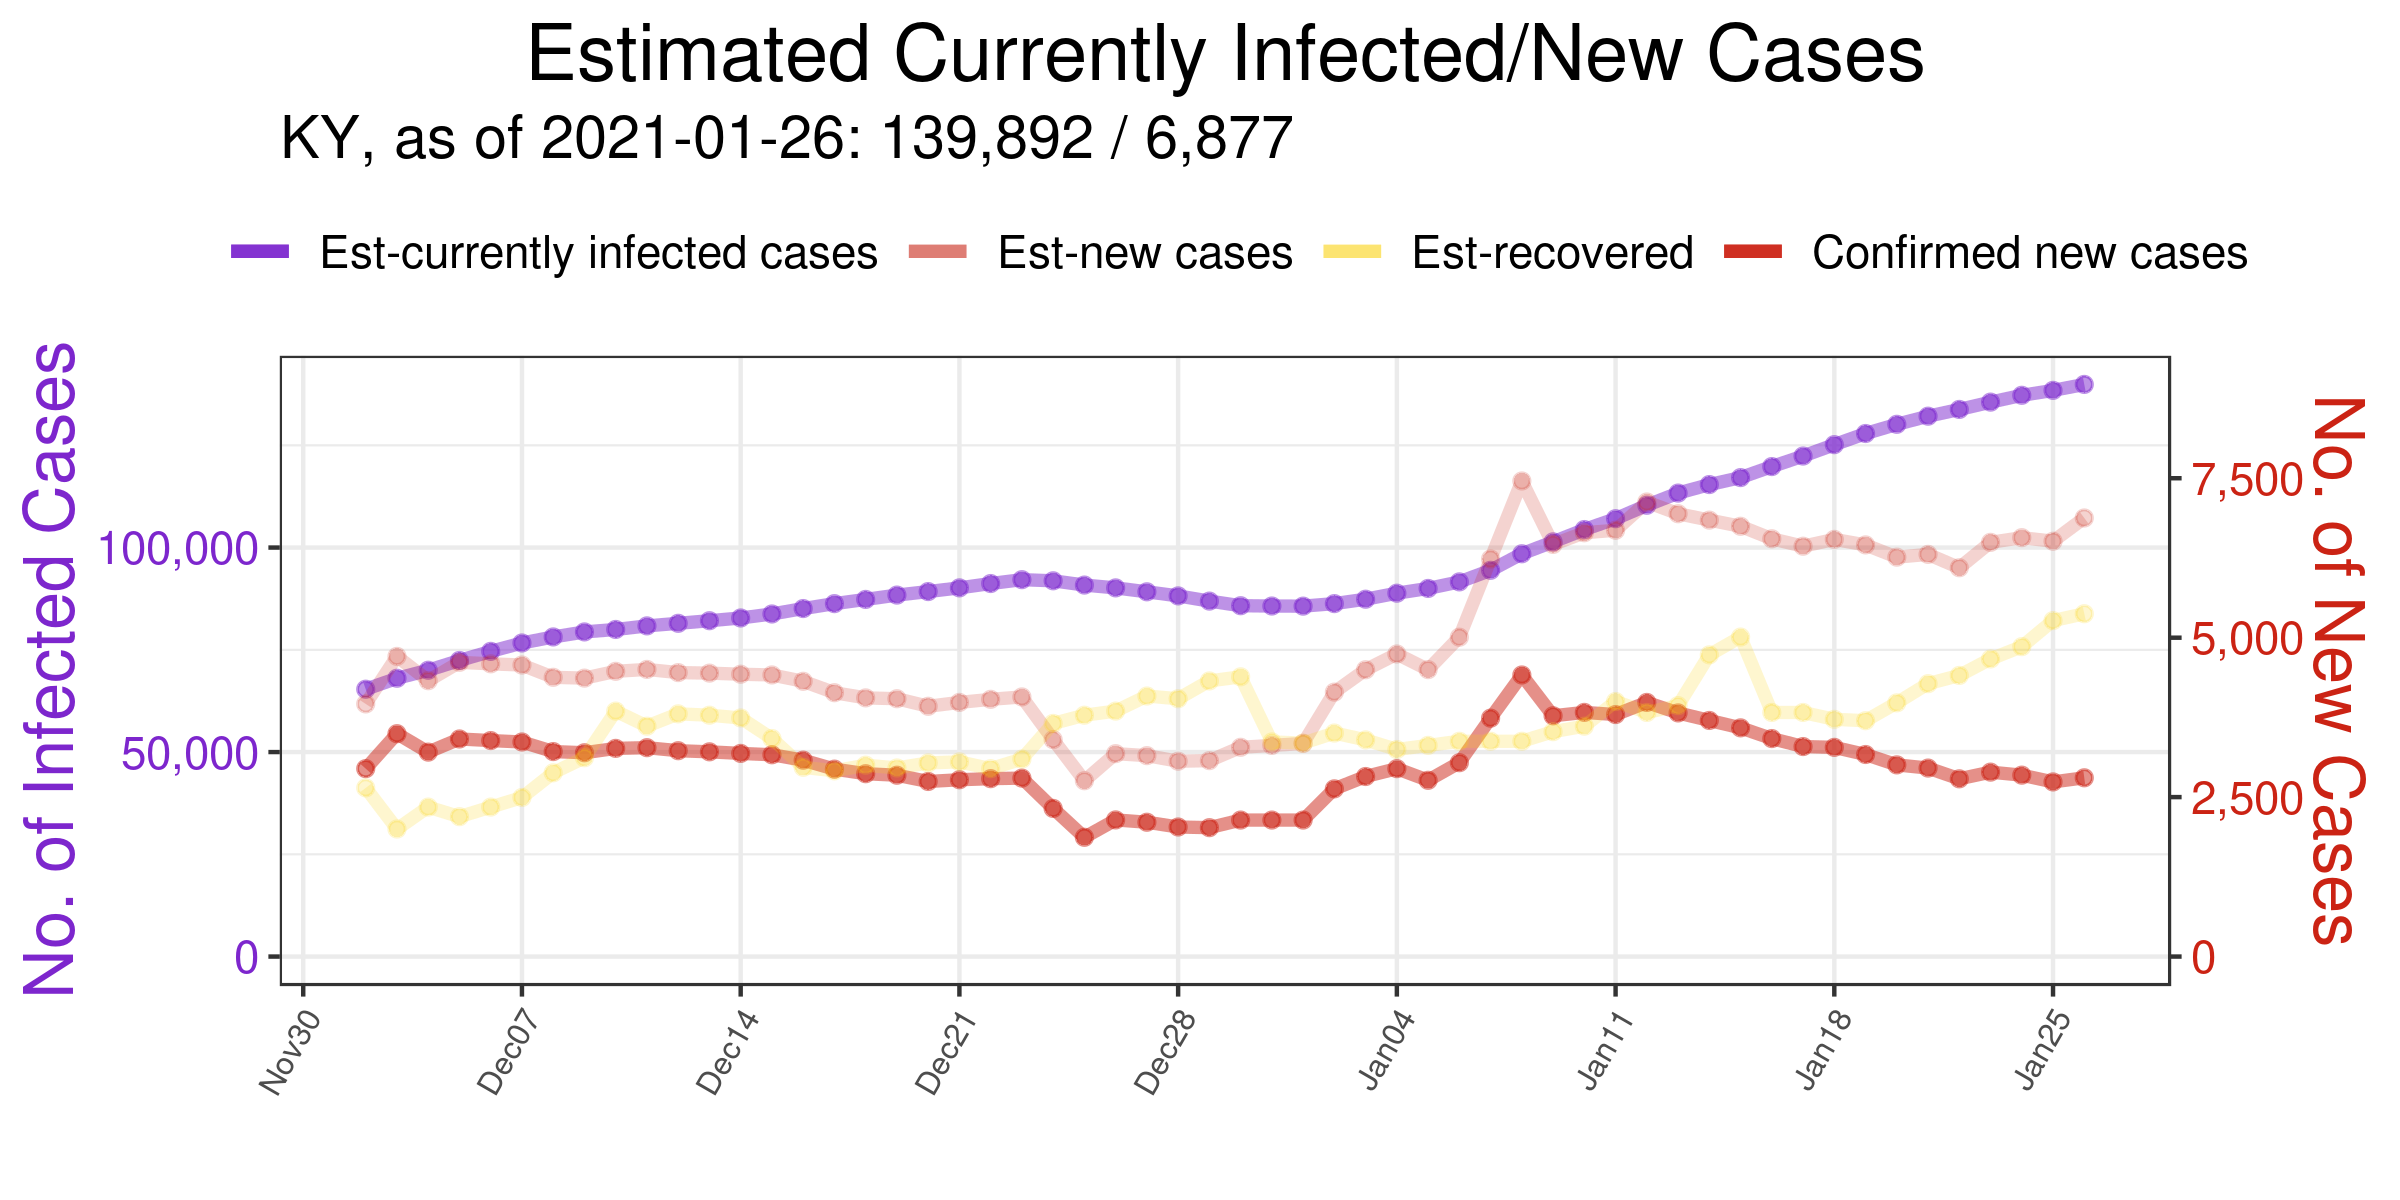 Estimated Currently Infected/New Cases
KY, as of 2021-01-26: 139,892 / 6,877
Est-currently infected cases
Est-new cases
Est-recovered
Confirmed new cases
No. of Infected Cases
100,000
50,000
0
7,500
5,000
2,500
0
No. of New Cases
Nov30
Dec07
Dec14
Dec21
Dec28
Jan04
Jan11
Jan18
Jan25